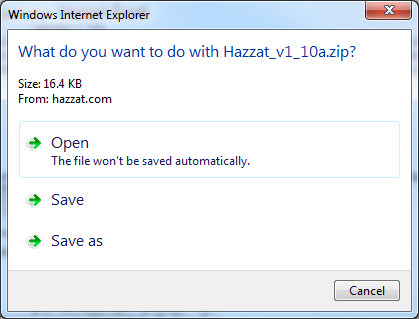 Windows Internet Explorer
What do you want to do with Hazzat_v1_10a.zip?
Size: 16.4 KB
From: hazzat.com
Open
The file won't be saved automatically.
Save
Save as
Cancel